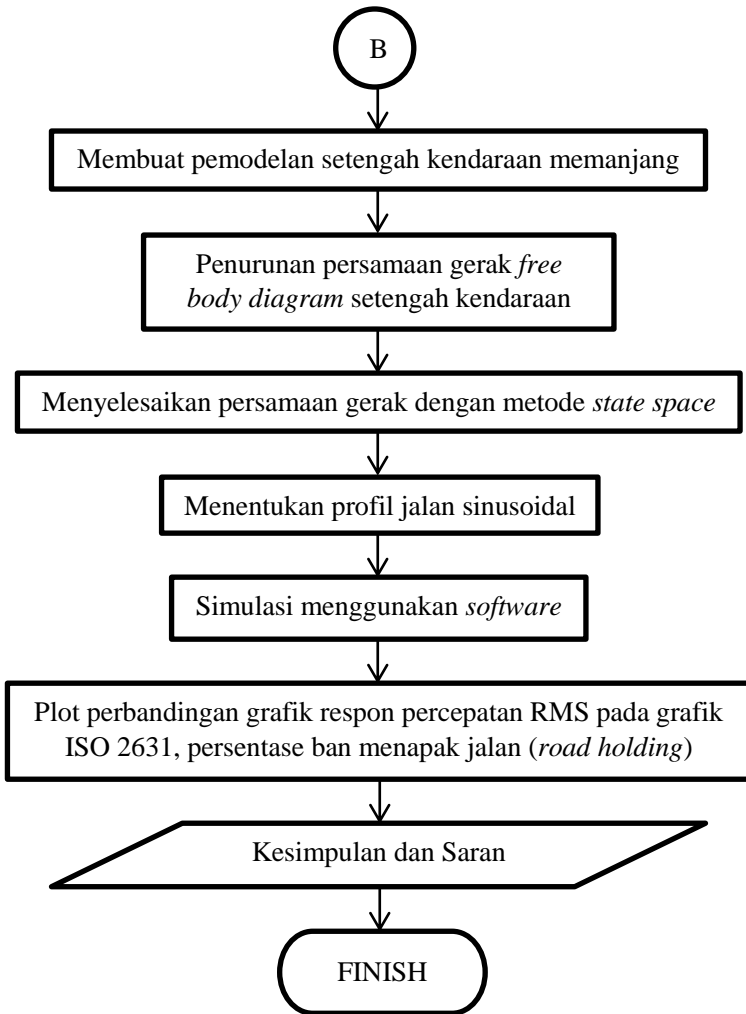 B
Membuat pemodelan setengah kendaraan memanjang
Penurunan persamaan gerak free
body diagram setengah kendaraan
Menyelesaikan persamaan gerak dengan metode state space
Menentukan profil jalan sinusoidal
Simulasi menggunakan software
Plot perbandingan grafik respon percepatan RMS pada grafik
ISO 2631, persentase ban menapak jalan (road holding)
Kesimpulan dan Saran
FINISH